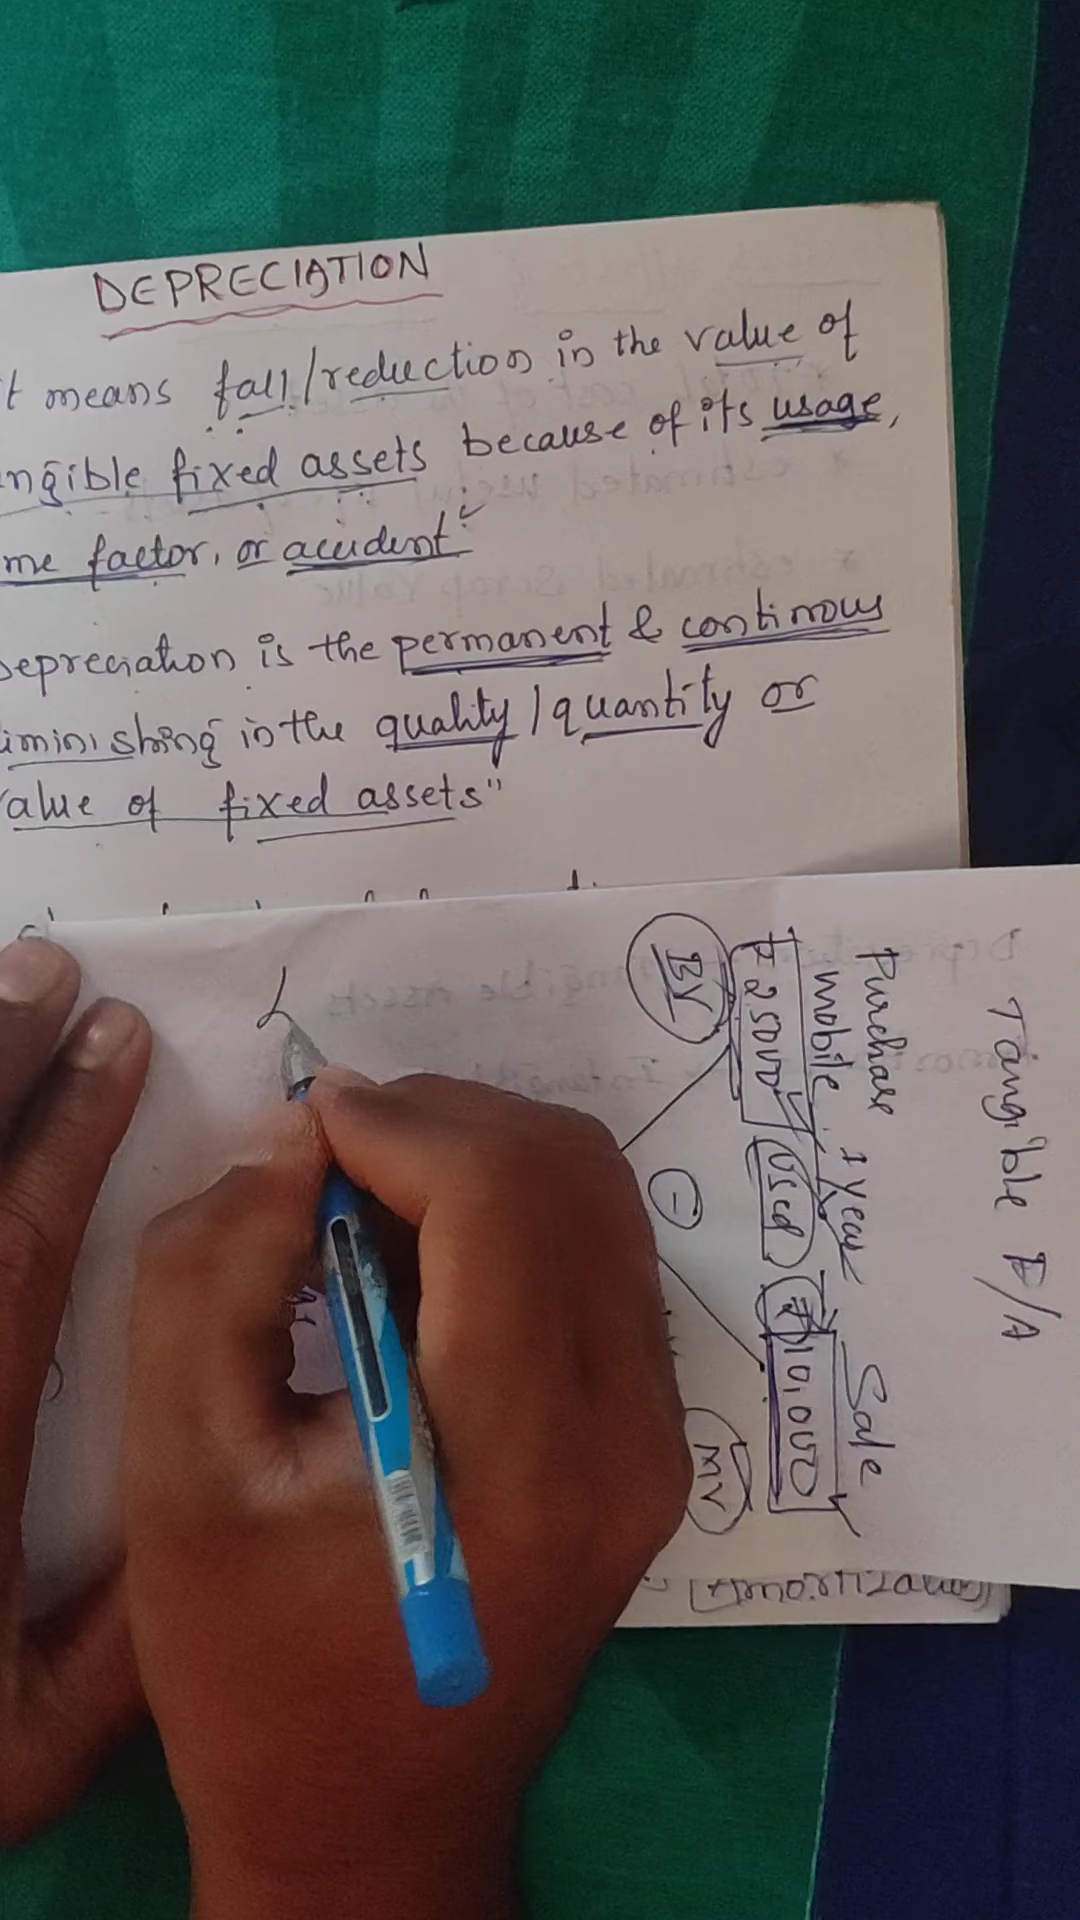 DEPRECIATION
t means fall/reduction in the value of
ngible fixed assets because of its usage,
me factor, or accident"
Depreciation is the permanent & continous
iminishing in the quality / quantity or
value of fixed assets"
Tangible F/A
Purchase 1 Year Sale
mobile
₹25000 Used ₹10,000
BV - MV